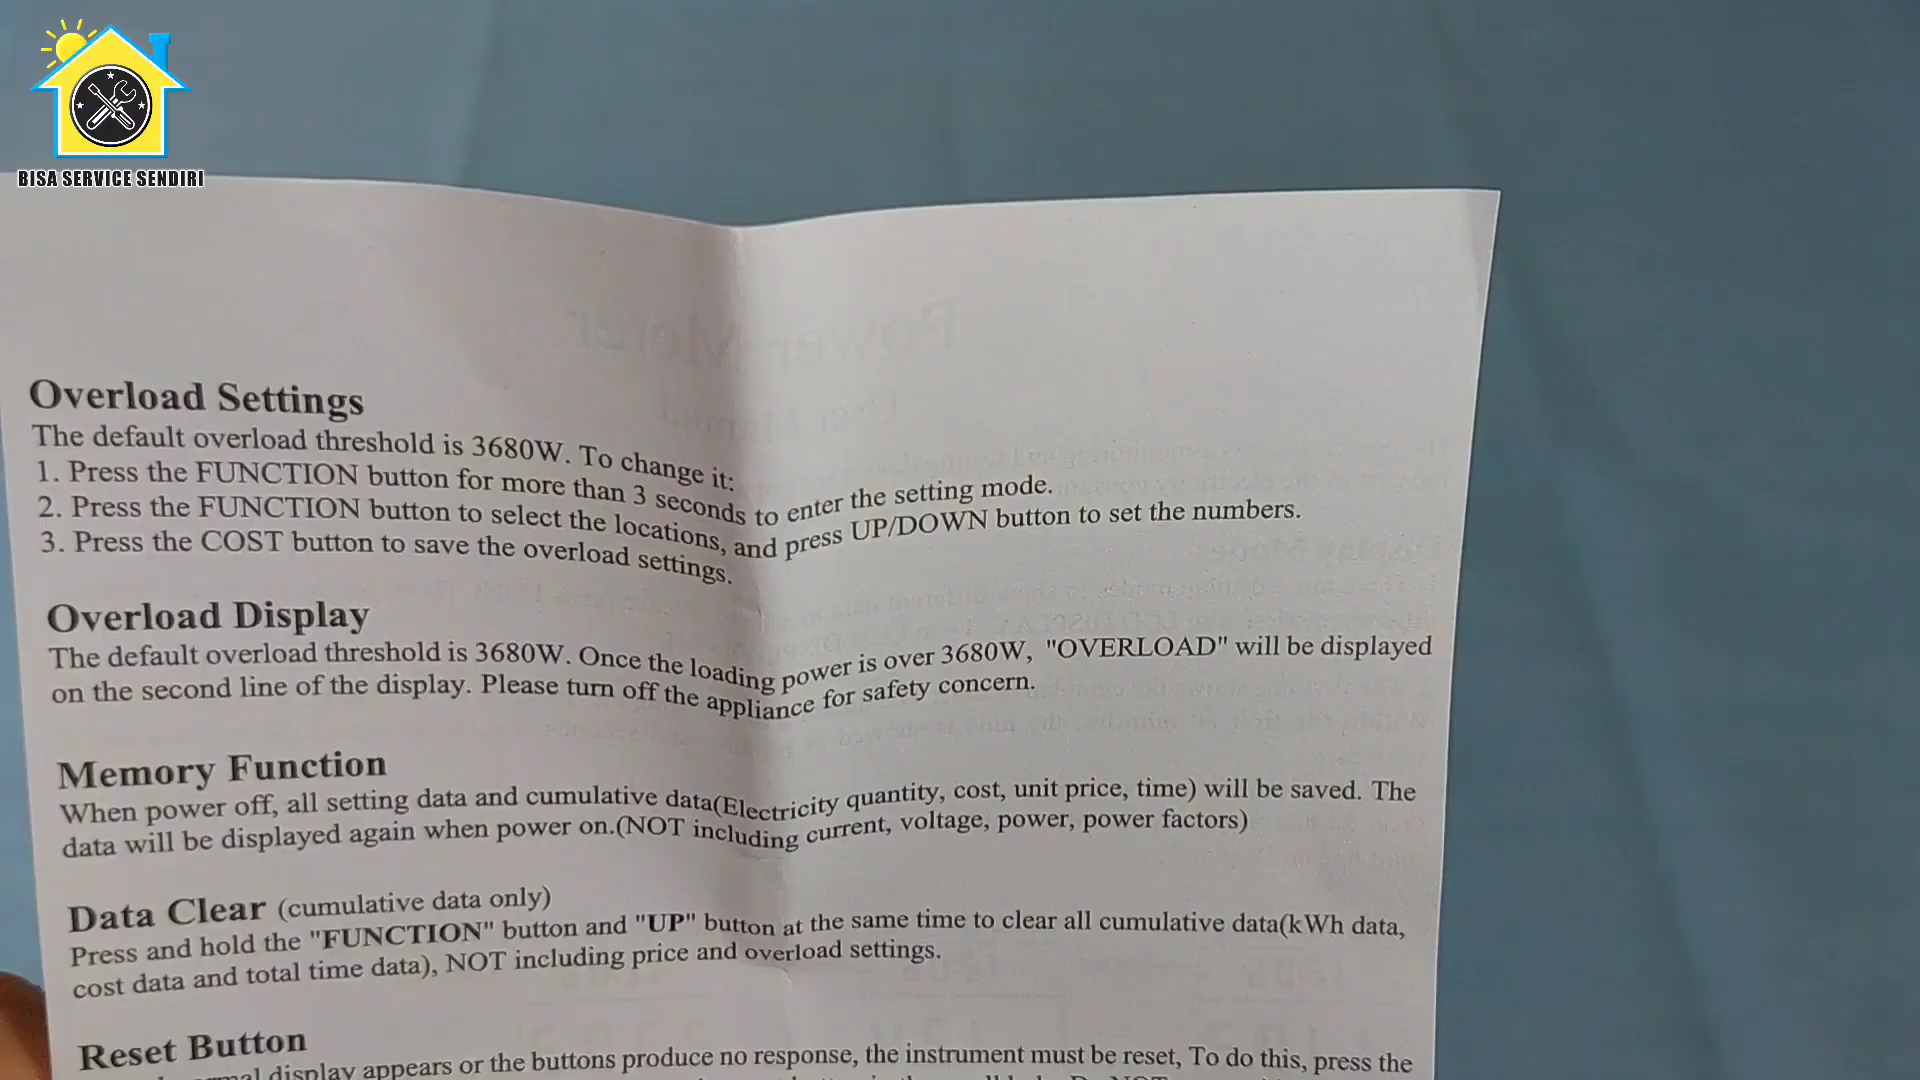 BISA SERVICE SENDIRI
Overload Settings
The default overload threshold is 3680W. To change it:
1. Press the FUNCTION button for more than 3 seconds to enter the setting mode.
2. Press the FUNCTION button to select the locations, and press UP/DOWN button to set the numbers.
3. Press the COST button to save the overload settings.
Overload Display
The default overload threshold is 3680W. Once the loading power is over 3680W, "OVERLOAD" will be displayed
on the second line of the display. Please turn off the appliance for safety concern.
Memory Function
When power off, all setting data and cumulative data(Electricity quantity, cost, unit price, time) will be saved. The
data will be displayed again when power on.(NOT including current, voltage, power, power factors)
Data Clear (cumulative data only)
Press and hold the "FUNCTION" button and "UP" button at the same time to clear all cumulative data(kWh data,
cost data and total time data), NOT including price and overload settings.
Reset Button
display appears or the buttons produce no response, the instrument must be reset, To do this, press the